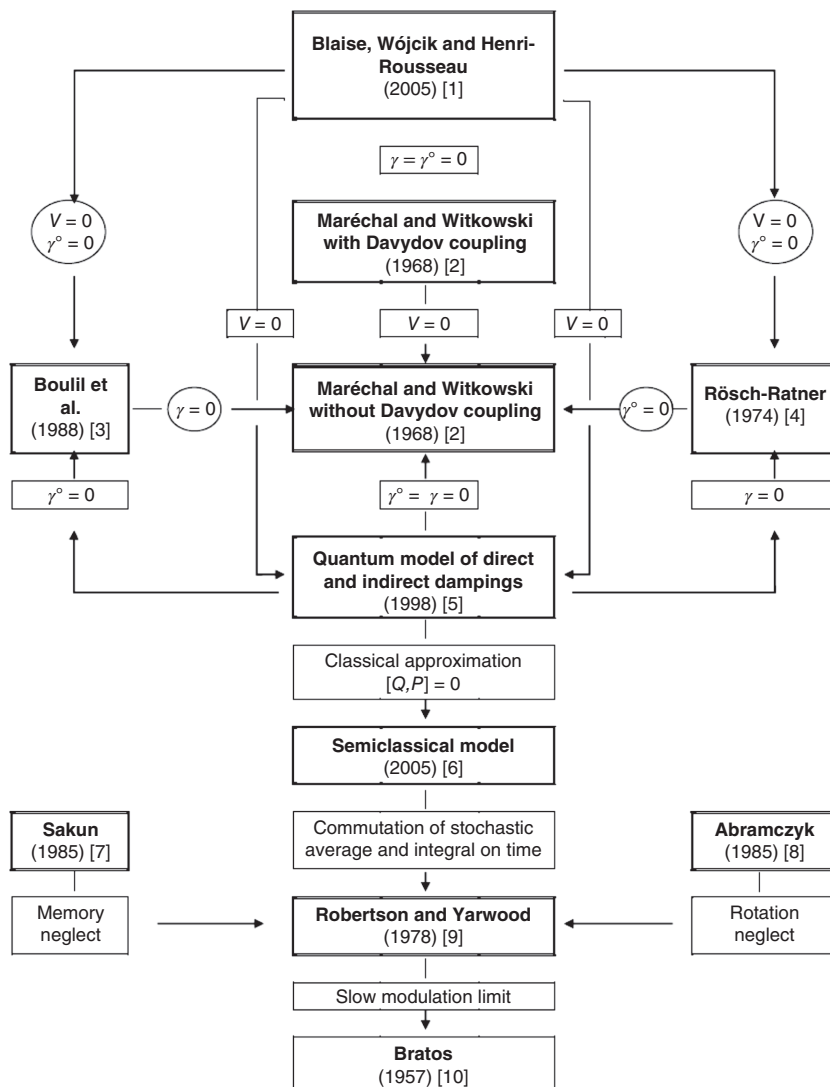 Blaise, Wójcik and Henri-
Rousseau
(2005) [1]
γ = γ° = 0
V = 0
γ° = 0
Maréchal and Witkowski
with Davydov coupling
(1968) [2]
V = 0
γ° = 0
V = 0
V = 0
V = 0
Boulil et
al.
(1988) [3]
γ = 0
Maréchal and Witkowski
without Davydov coupling
(1968) [2]
γ° = 0
Rösch-Ratner
(1974) [4]
γ° = 0
γ° = γ = 0
γ = 0
Quantum model of direct
and indirect dampings
(1998) [5]
Classical approximation
[Q,P] = 0
Semiclassical model
(2005) [6]
Sakun
(1985) [7]
Commutation of stochastic
average and integral on time
Abramczyk
(1985) [8]
Memory
neglect
Robertson and Yarwood
(1978) [9]
Rotation
neglect
Slow modulation limit
Bratos
(1957) [10]